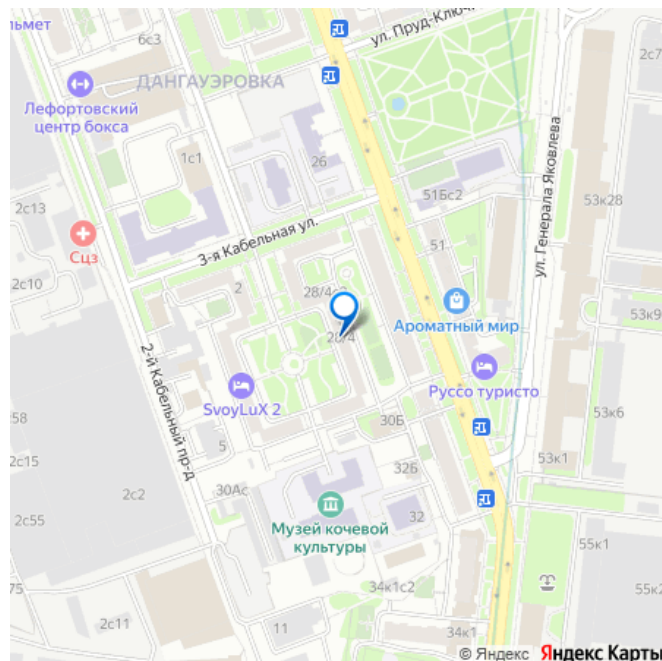 льмет
6с3
ул. Пруд-Ключ
2с7
ДАНГАУЭРОВКА
Лефортовский
центр бокса
1с1
26
ул. Генерала Яковлева
51Бс2
53к28
2с13
3-я Кабельная ул.
51
Сцз
2с10
2
28/4с2
28/4
Ароматный мир
53к9
2-й Кабельный пр-д
Руссо туристо
SvoyLuX 2
30Б
53к6
58
5
53к1
32Б
2с2
30Ас
2с55
32
Музей кочевой
культуры
55к1
34к1с2
75
55к2
2с11
11
34к1
© Яндекс Яндекс Карты